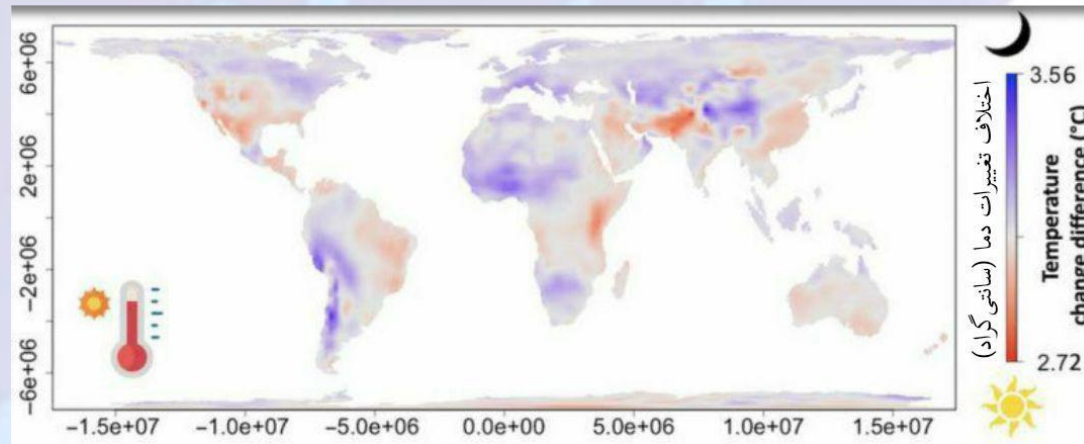 6e+06
2e+06
−2e+06
−6e+06
−1.5e+07 −1.0e+07 −5.0e+06 0.0e+00 5.0e+06 1.0e+07 1.5e+07
اختلاف تغییرات دما (سانتی‌گراد)
3.56
2.72
Temperature
change difference (°C)